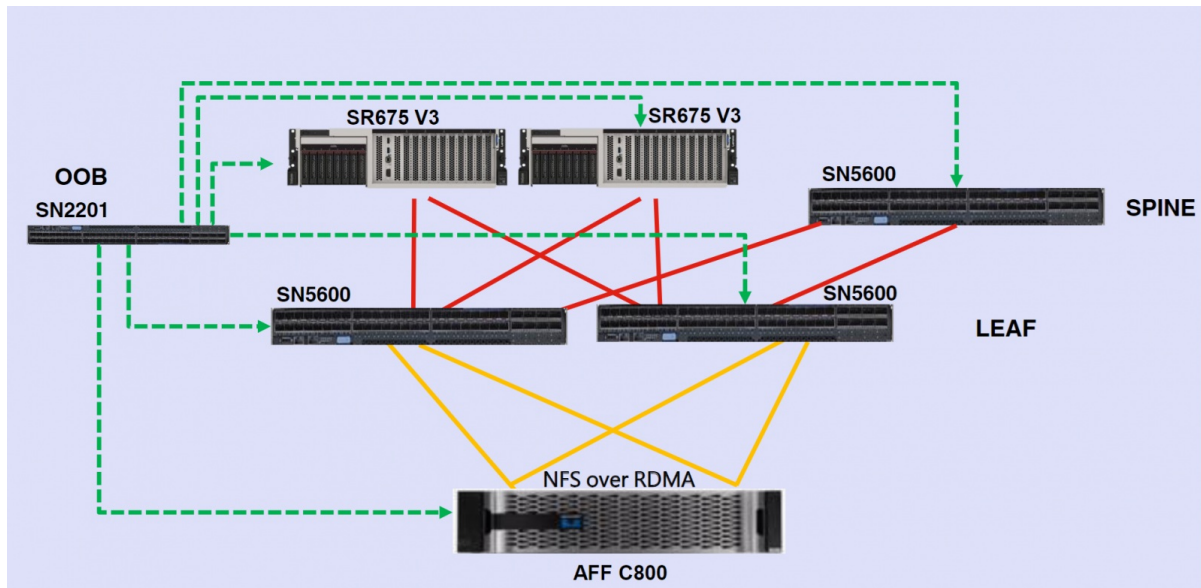 SR675 V3
SR675 V3
OOB
SN2201
SN5600
SPINE
SN5600
SN5600
LEAF
NFS over RDMA
AFF C800